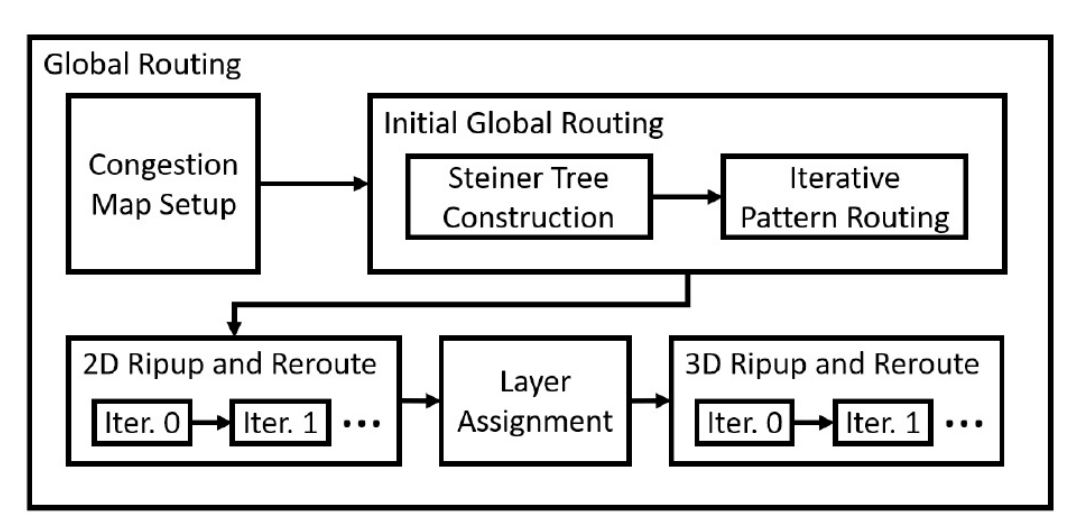 Global Routing
Congestion
Map Setup
Initial Global Routing
Steiner Tree
Construction
Iterative
Pattern Routing
2D Ripup and Reroute
Iter. 0
Iter. 1
•••
Layer
Assignment
3D Ripup and Reroute
Iter. 0
Iter. 1
•••